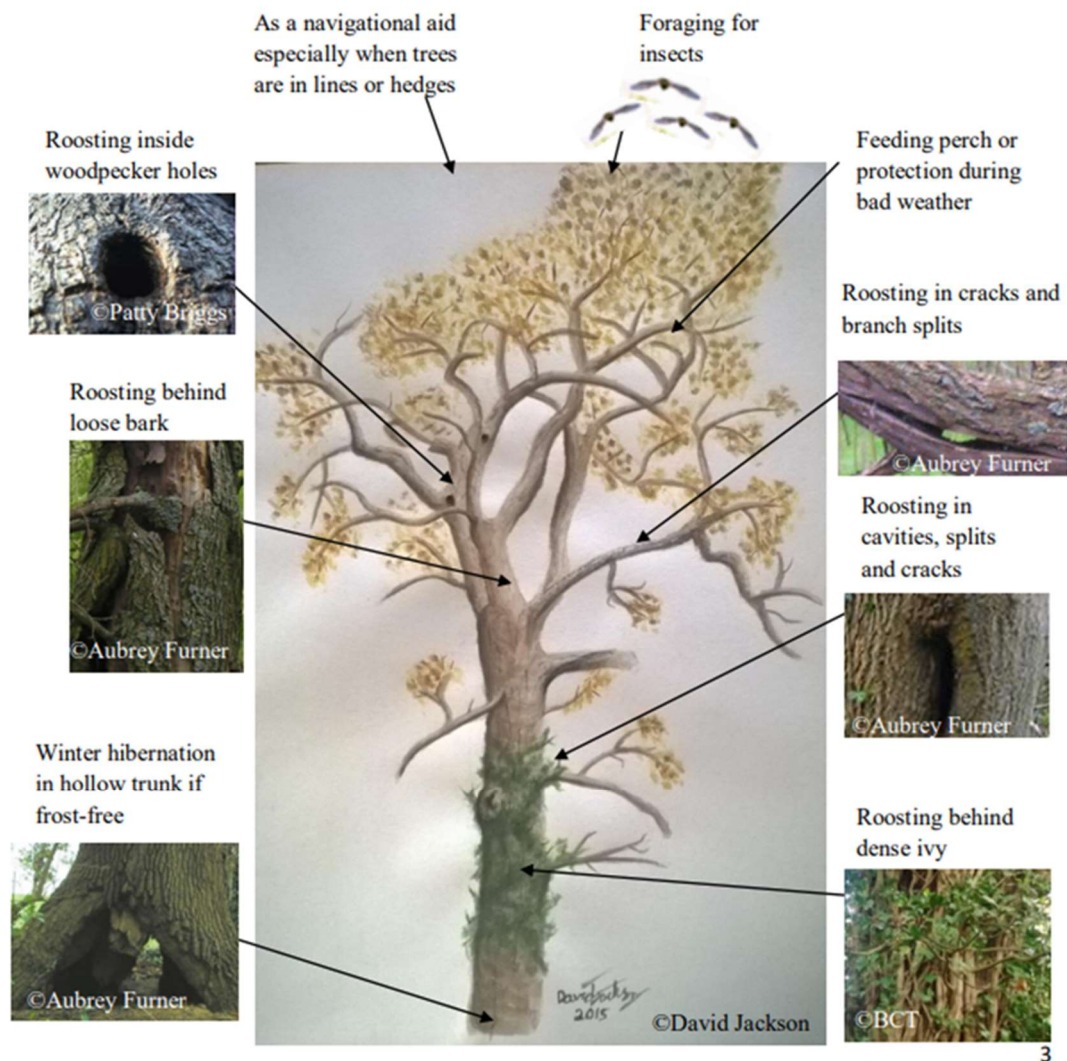 As a navigational aid
especially when trees
are in lines or hedges
Foraging for
insects
Roosting inside
woodpecker holes
©Patty Briggs
Feeding perch or
protection during
bad weather
Roosting in cracks and
branch splits
©Aubrey Furner
Roosting behind
loose bark
©Aubrey Furner
Roosting in
cavities, splits
and cracks
©Aubrey Furner
Winter hibernation
in hollow trunk if
frost-free
©Aubrey Furner
Roosting behind
dense ivy
©BCT
David Jackson
2015
©David Jackson
3